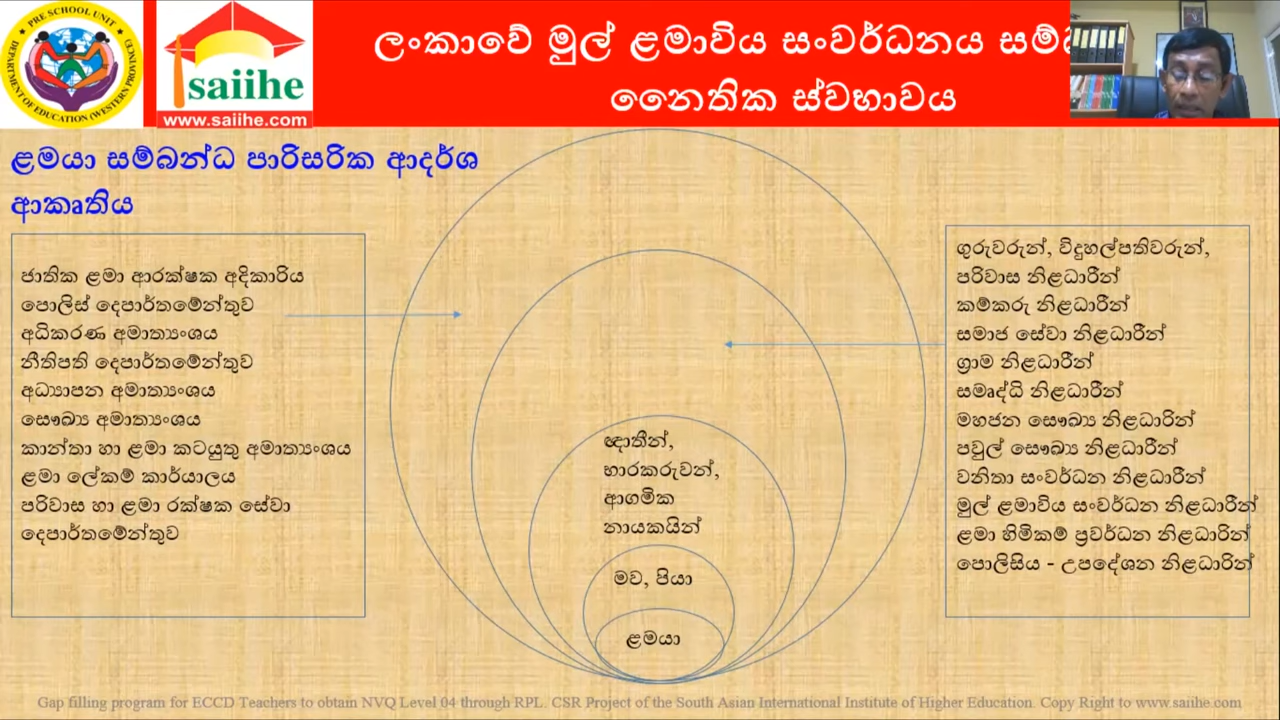 PRE SCHOOL UNIT
DEPARTMENT OF EDUCATION (WESTERN PROVINCE)
saiihe
www.saiihe.com
ලංකාවේ මුල් ළමාවිය සංවර්ධනය
නෛතික ස්වභාවය
ළමයා සම්බන්ධ පාරිසරික ආදර්ශ
ආකෘතිය
ජාතික ළමා ආරක්ෂක අදිකාරිය
පොලිස් දෙපාර්තමේන්තුව
අධිකරණ අමාත්‍යංශය
නීතිපති දෙපාර්තමේන්තුව
අධ්‍යාපන අමාත්‍යංශය
සෞඛ්‍ය අමාත්‍යංශය
කාන්තා හා ළමා කටයුතු අමාත්‍යංශය
ළමා ලේකම් කාර්යාලය
පරිවාස හා ළමා රක්ෂක සේවා
දෙපාර්තමේන්තුව
ඥාතීන්,
භාරකරුවන්,
ආගමික
නායකයින්
මව, පියා
ළමයා
ගුරුවරුන්, විදුහල්පතිවරුන්,
පරිවාස නිළධාරීන්
කම්කරු නිළධාරීන්
සමාජ සේවා නිළධාරීන්
ග්‍රාම නිළධාරීන්
සමෘද්ධි නිළධාරීන්
මහජන සෞඛ්‍ය නිළධාරින්
පවුල් සෞඛ්‍ය නිළධාරීන්
වනිතා සංවර්ධන නිළධාරීන්
මුල් ළමාවිය සංවර්ධන නිළධාරීන්
ළමා හිමිකම් ප්‍රවර්ධන නිළධාරින්
පොලිසිය - උපදේශන නිළධාරින්
Gap filling program for ECCD Teachers to obtain NVQ Level 04 through RPL. CSR Project of the South Asian International Institute of Higher Education. Copy Right to www.saiihe.com